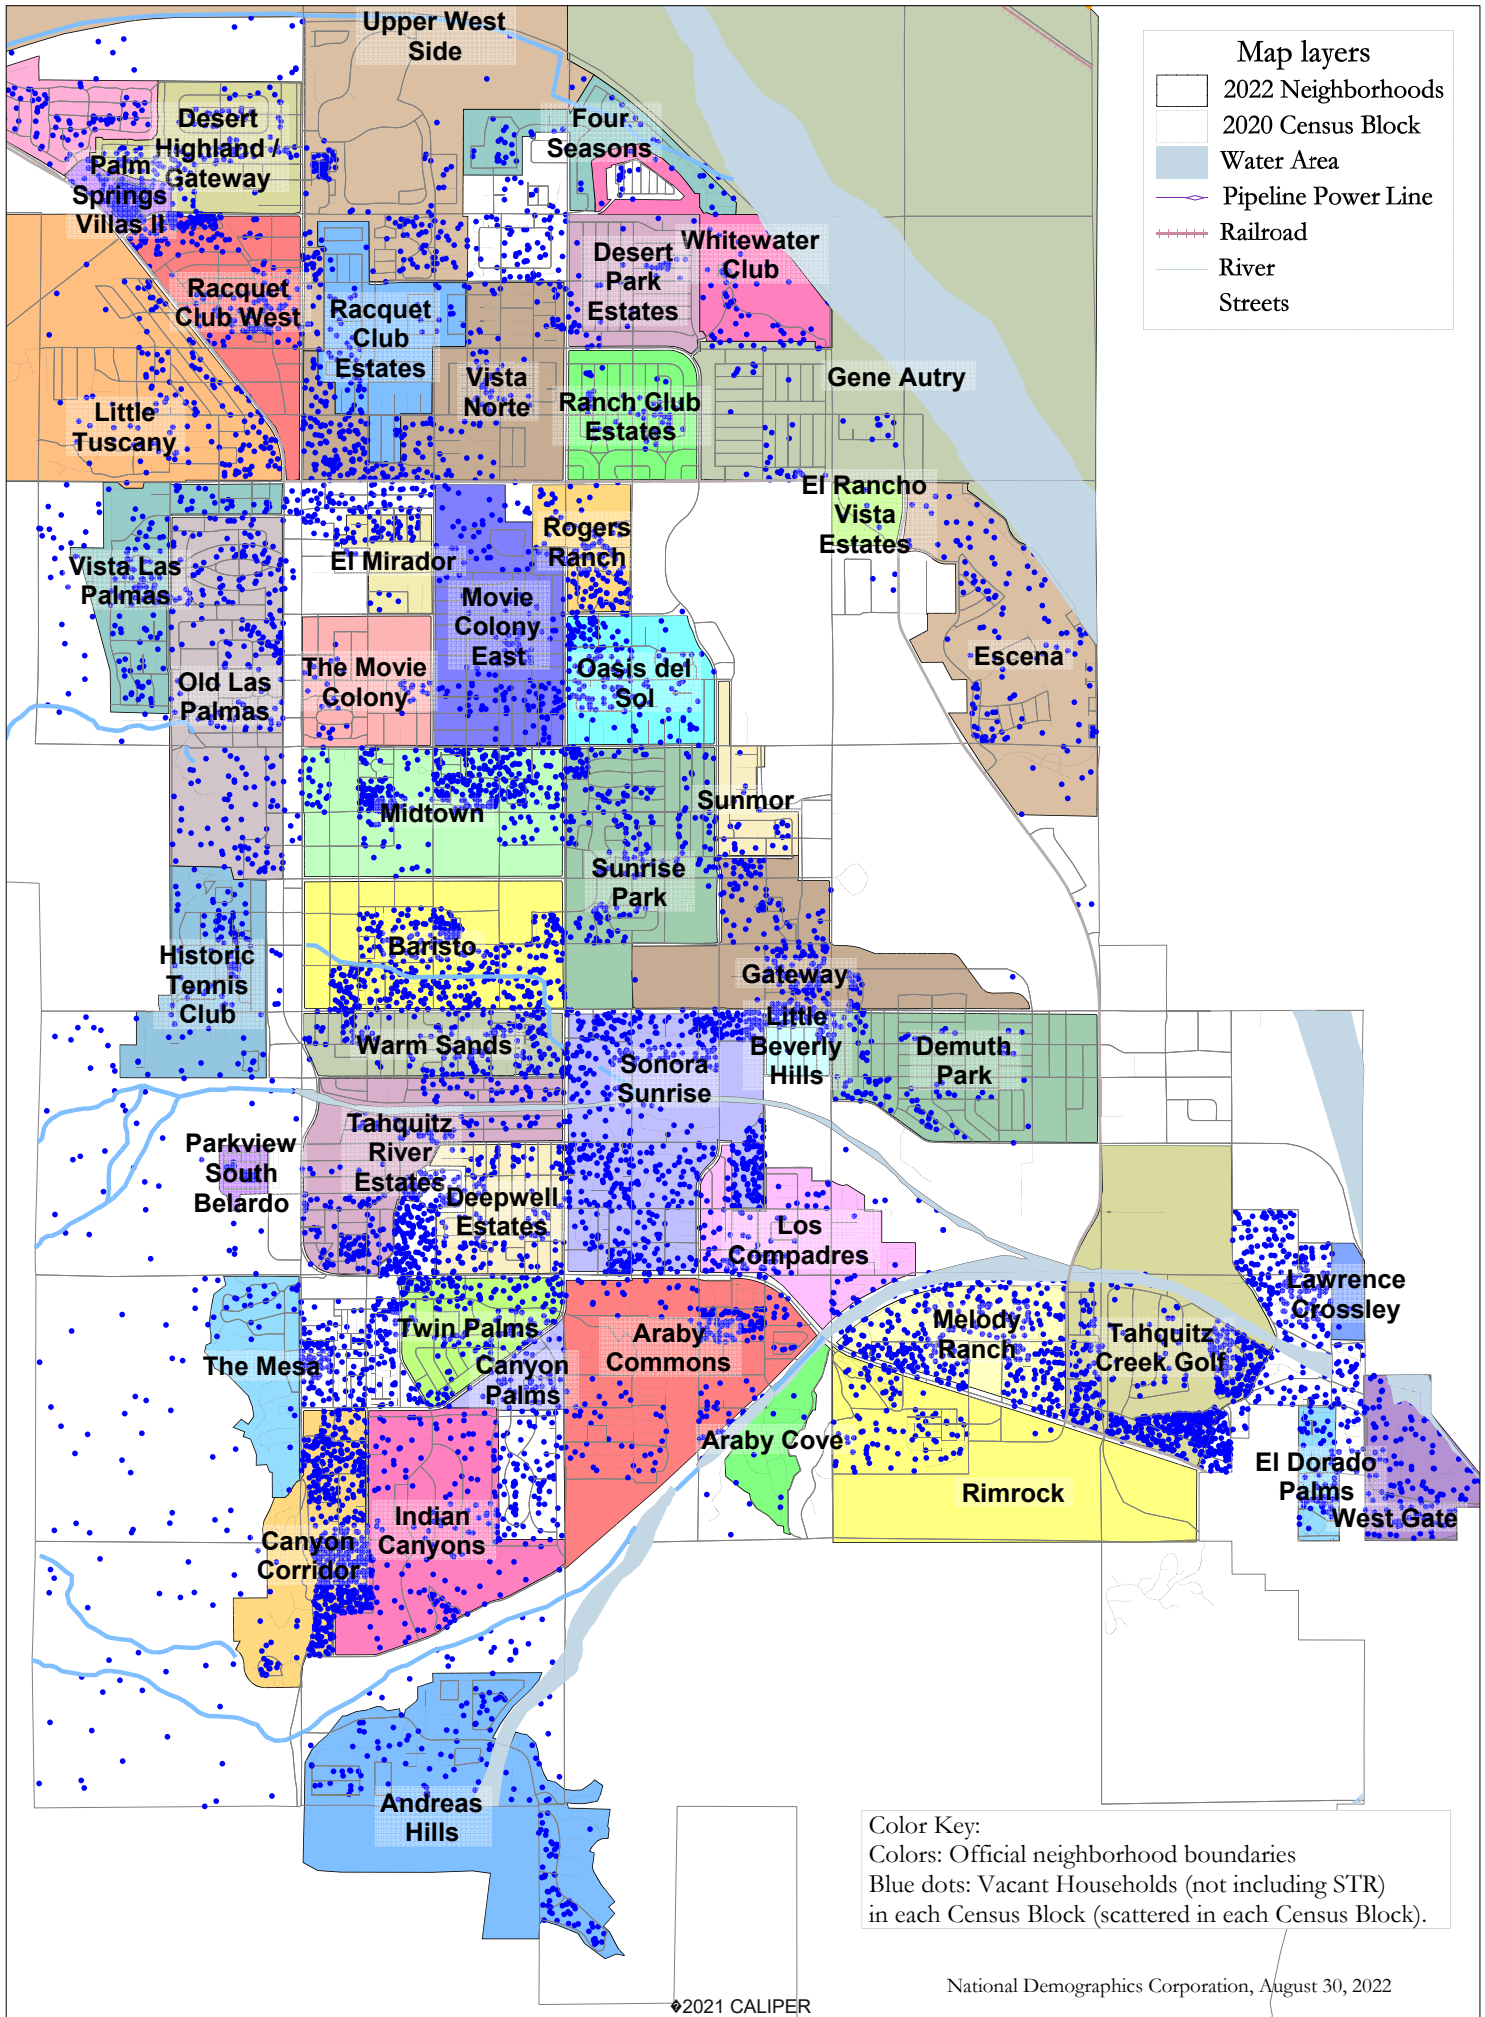 Upper West
Side
Map layers
2022 Neighborhoods
2020 Census Block
Water Area
Pipeline Power Line
Railroad
River
Streets
Desert
Highland /
Gateway
Four
Seasons
Palm
Springs
Villas II
Whitewater
Club
Desert
Park
Estates
Racquet
Club West
Racquet
Club
Estates
Vista
Norte
Gene Autry
Ranch Club
Estates
Little
Tuscany
El Rancho
Vista
Estates
Rogers
Ranch
El Mirador
Vista Las
Palmas
Movie
Colony
East
Escena
The Movie
Colony
Oasis del
Sol
Old Las
Palmas
Sunmor
Midtown
Sunrise
Park
Baristo
Historic
Tennis
Club
Gateway
Little
Beverly
Hills
Warm Sands
Sonora
Sunrise
Demuth
Park
Tahquitz
River
Estates
Parkview
South
Belardo
Deepwell
Estates
Los
Compadres
Lawrence
Crossley
Twin Palms
Araby
Commons
Melody
Ranch
Tahquitz
Creek Golf
The Mesa
Canyon
Palms
Araby Cove
El Dorado
Palms
Rimrock
West Gate
Indian
Canyons
Canyon
Corridor
Andreas
Hills
Color Key:
Colors: Official neighborhood boundaries
Blue dots: Vacant Households (not including STR)
in each Census Block (scattered in each Census Block).
National Demographics Corporation, August 30, 2022
�2021 CALIPER